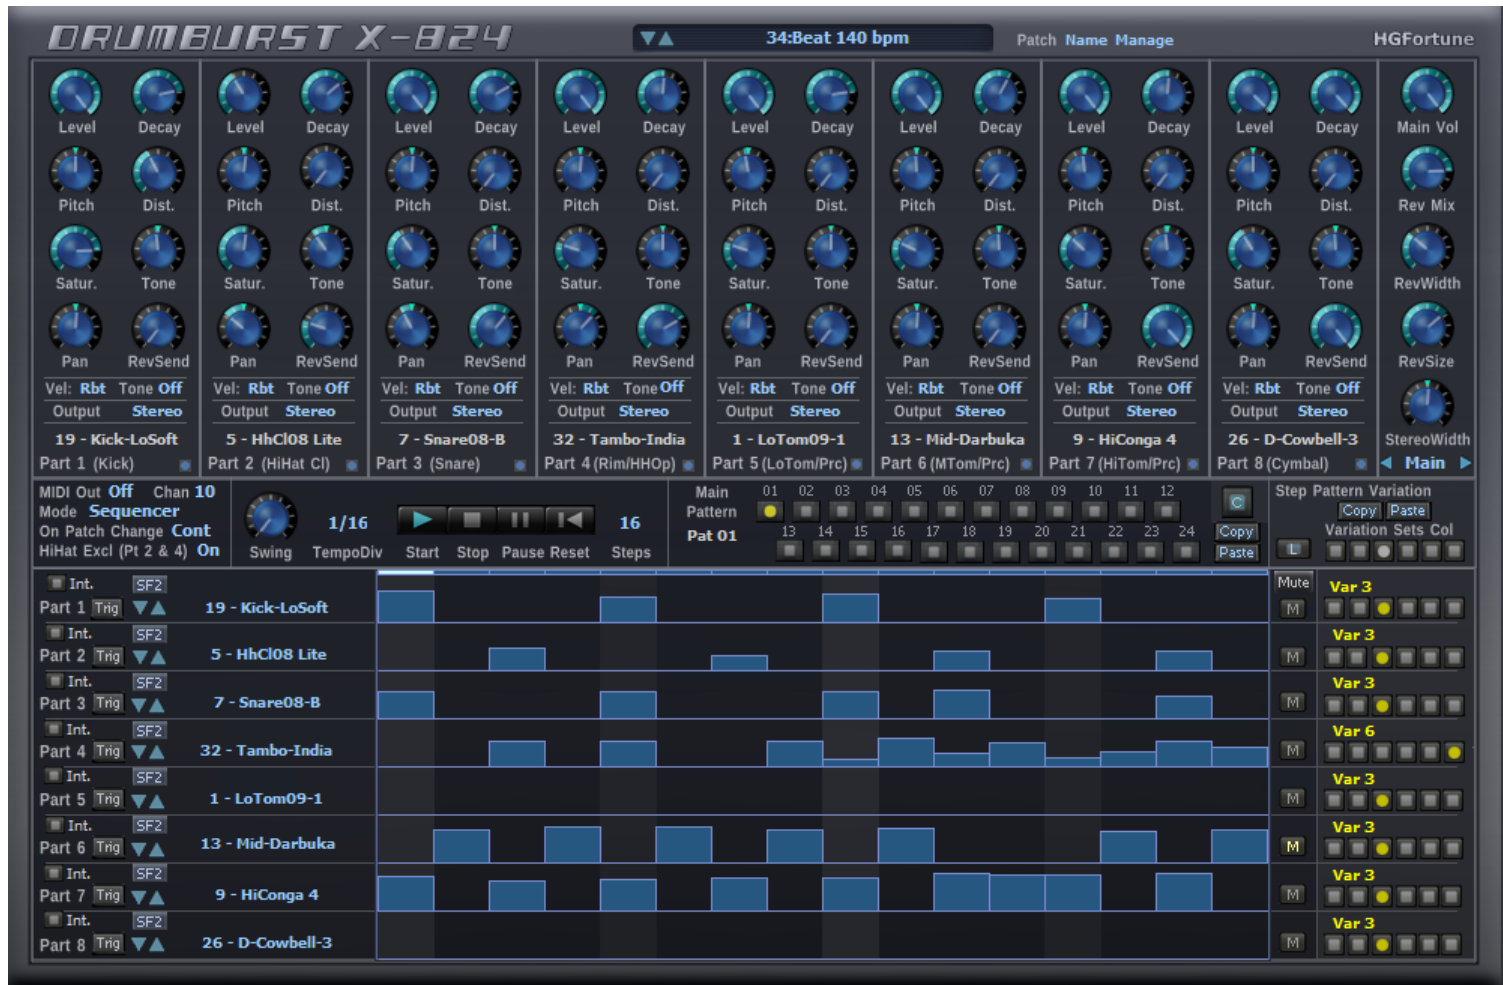 DRUMBURST X-824
34:Beat 140 bpm
Patch Name Manage
HGFortune
Level Decay Level Decay Level Decay Level Decay Level Decay Level Decay Level Decay Level Decay Main Vol
Pitch Dist. Pitch Dist. Pitch Dist. Pitch Dist. Pitch Dist. Pitch Dist. Pitch Dist. Pitch Dist. Rev Mix
Satur. Tone Satur. Tone Satur. Tone Satur. Tone Satur. Tone Satur. Tone Satur. Tone Satur. Tone RevWidth
Pan RevSend Pan RevSend Pan RevSend Pan RevSend Pan RevSend Pan RevSend Pan RevSend Pan RevSend RevSize
Vel: Rbt Tone Off Vel: Rbt Tone Off Vel: Rbt Tone Off Vel: Rbt Tone Off Vel: Rbt Tone Off Vel: Rbt Tone Off Vel: Rbt Tone Off Vel: Rbt Tone Off
Output Stereo Output Stereo Output Stereo Output Stereo Output Stereo Output Stereo Output Stereo Output Stereo
19 - Kick-LoSoft 5 - HhCl08 Lite 7 - Snare08-B 32 - Tambo-India 1 - LoTom09-1 13 - Mid-Darbuka 9 - HiConga 4 26 - D-Cowbell-3 StereoWidth
Part 1 (Kick) Part 2 (HiHat Cl) Part 3 (Snare) Part 4 (Rim/HHOp) Part 5 (LoTom/Prc) Part 6 (MTom/Prc) Part 7 (HiTom/Prc) Part 8 (Cymbal) Main
MIDI Out Off Chan 10
Mode Sequencer
On Patch Change Cont
HiHat Excl (Pt 2 & 4) On
Swing
1/16
TempoDiv
Start Stop Pause Reset
16
Steps
Main 01 02 03 04 05 06 07 08 09 10 11 12
Pattern
Pat 01 13 14 15 16 17 18 19 20 21 22 23 24
C
Copy
Paste
Step Pattern Variation
Copy Paste
Variation Sets Col
L
Int. SF2 Mute Var 3
Part 1 Trig 19 - Kick-LoSoft M
Int. SF2 Var 3
Part 2 Trig 5 - HhCl08 Lite M
Int. SF2 Var 3
Part 3 Trig 7 - Snare08-B M
Int. SF2 Var 6
Part 4 Trig 32 - Tambo-India M
Int. SF2
Part 5 Trig 1 - LoTom09-1 M Var 3
Int. SF2 Var 3
Part 6 Trig 13 - Mid-Darbuka M
Int. SF2 Var 3
Part 7 Trig 9 - HiConga 4 M
Int. SF2 Var 3
Part 8 Trig 26 - D-Cowbell-3 M